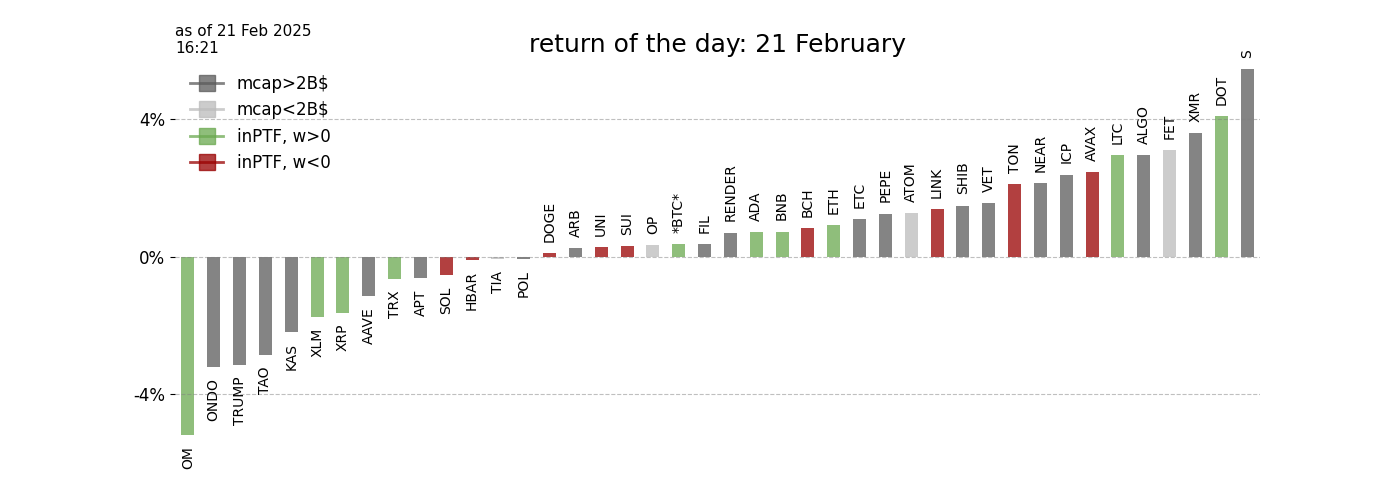 as of 21 Feb 2025
16:21
return of the day: 21 February
mcap>2B$
mcap<2B$
inPTF, w>0
inPTF, w<0
4%
0%
-4%
OM
ONDO
TRUMP
TAO
KAS
XLM
XRP
AAVE
TRX
APT
SOL
HBAR
TIA
POL
DOGE
ARB
UNI
SUI
OP
*BTC*
FIL
RENDER
ADA
BNB
BCH
ETH
ETC
PEPE
ATOM
LINK
SHIB
VET
TON
NEAR
ICP
AVAX
LTC
ALGO
FET
XMR
DOT
S